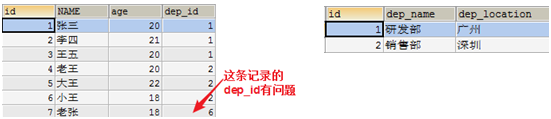 id NAME age dep_id
1 张三 20 1
2 李四 21 1
3 王五 20 1
4 老王 20 2
5 大王 22 2
6 小王 18 2
7 老张 18 6
这条记录的
dep_id有问题
id dep_name dep_location
1 研发部 广州
2 销售部 深圳